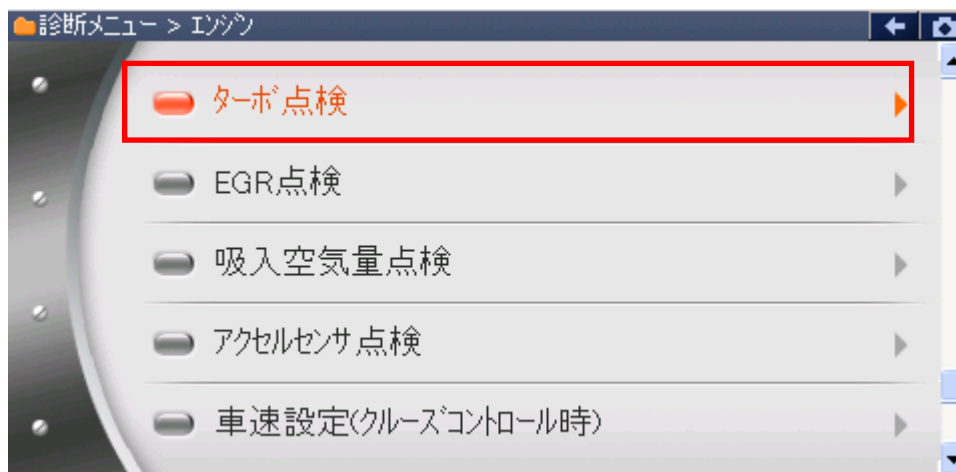 診断メニュー > エンジン
ターボ点検
EGR点検
吸入空気量点検
アクセルセンサ点検
車速設定(クルーズコントロール時)